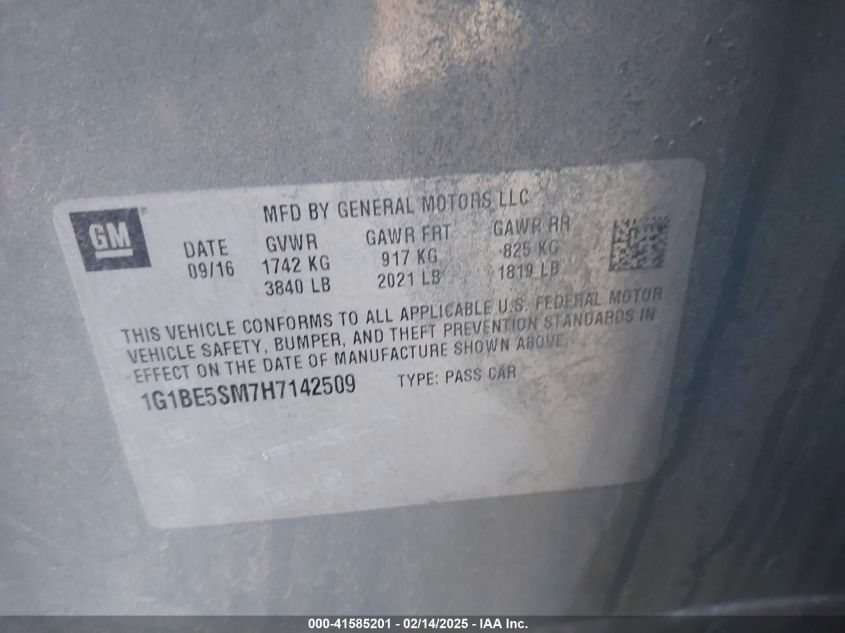 GM
MFD BY GENERAL MOTORS LLC
DATE GVWR GAWR FRT GAWR RR
09/16 1742 KG 917 KG 825 KG
3840 LB 2021 LB 1819 LB
THIS VEHICLE CONFORMS TO ALL APPLICABLE U.S. FEDERAL MOTOR
VEHICLE SAFETY, BUMPER, AND THEFT PREVENTION STANDARDS IN
EFFECT ON THE DATE OF MANUFACTURE SHOWN ABOVE.
1G1BE5SM7H7142509 TYPE: PASS CAR
000-41585201 - 02/14/2025 - IAA Inc.